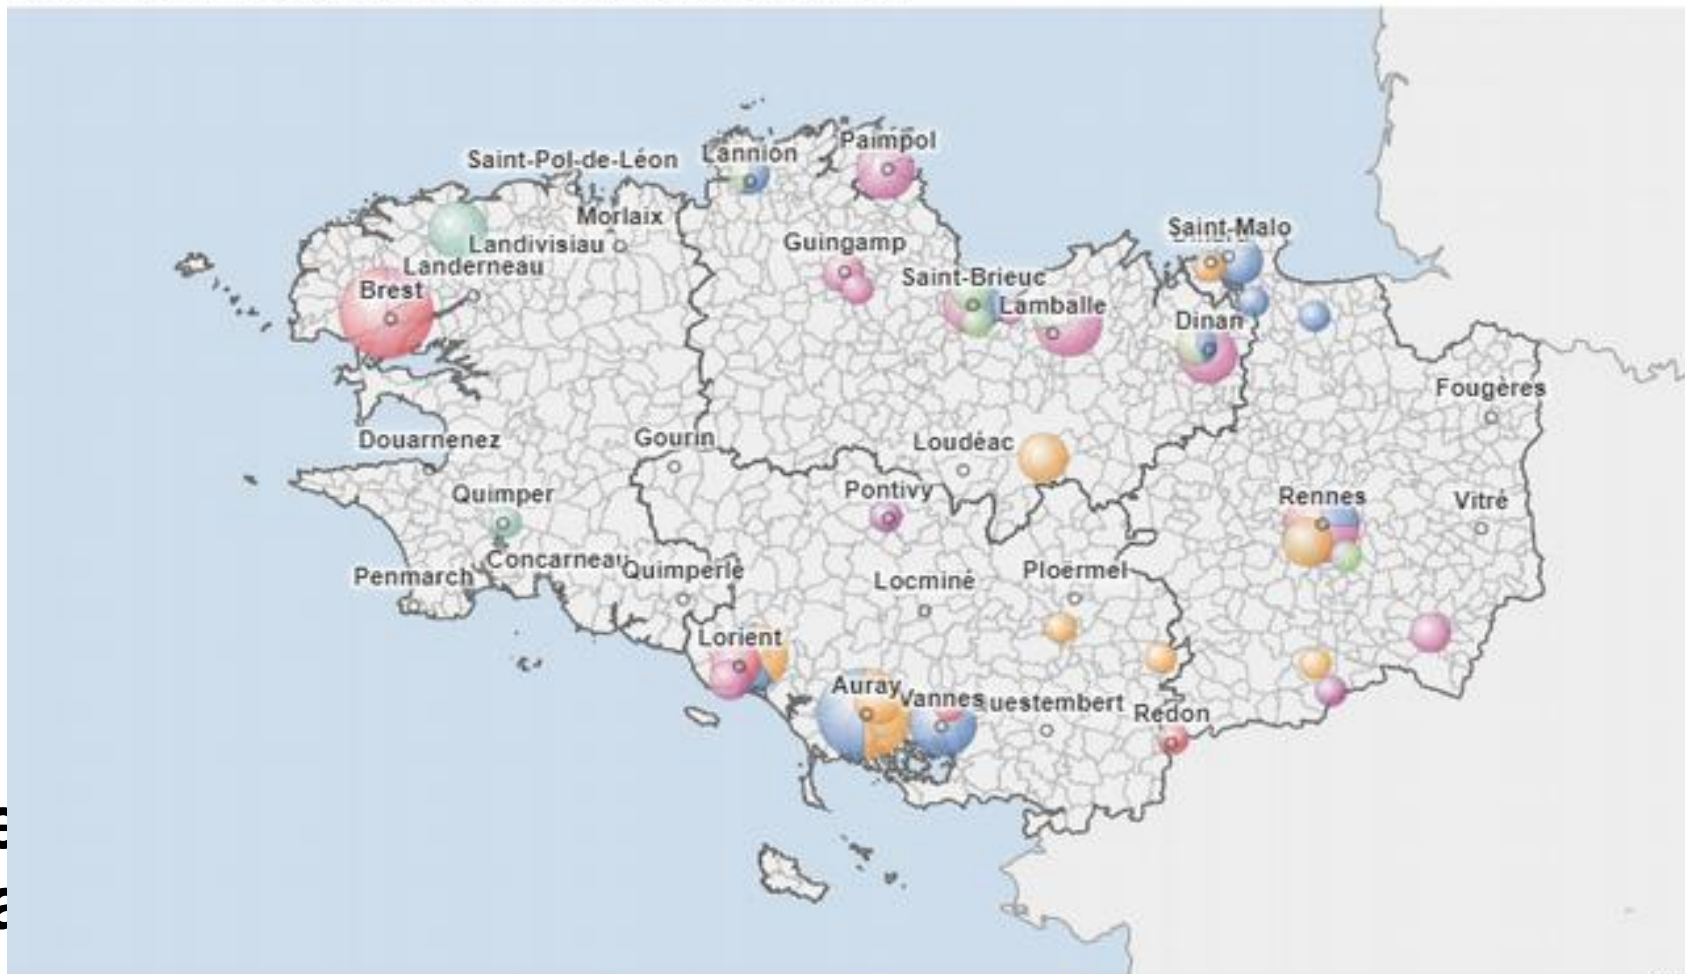 Paimpol
Lannion
Saint-Pol-de-Léon
Morlaix
Saint-Malo
Landivisiau
Guingamp
Landerneau
Saint-Brieuc
Brest
Lamballe
Dinan
Fougères
Douarnenez
Gourin
Loudéac
Quimper
Pontivy
Rennes
Vitré
Concarneau
Quimperlé
Penmarch
Locminé
Ploërmel
Lorient
Auray
Vannes
uestembert
Redon